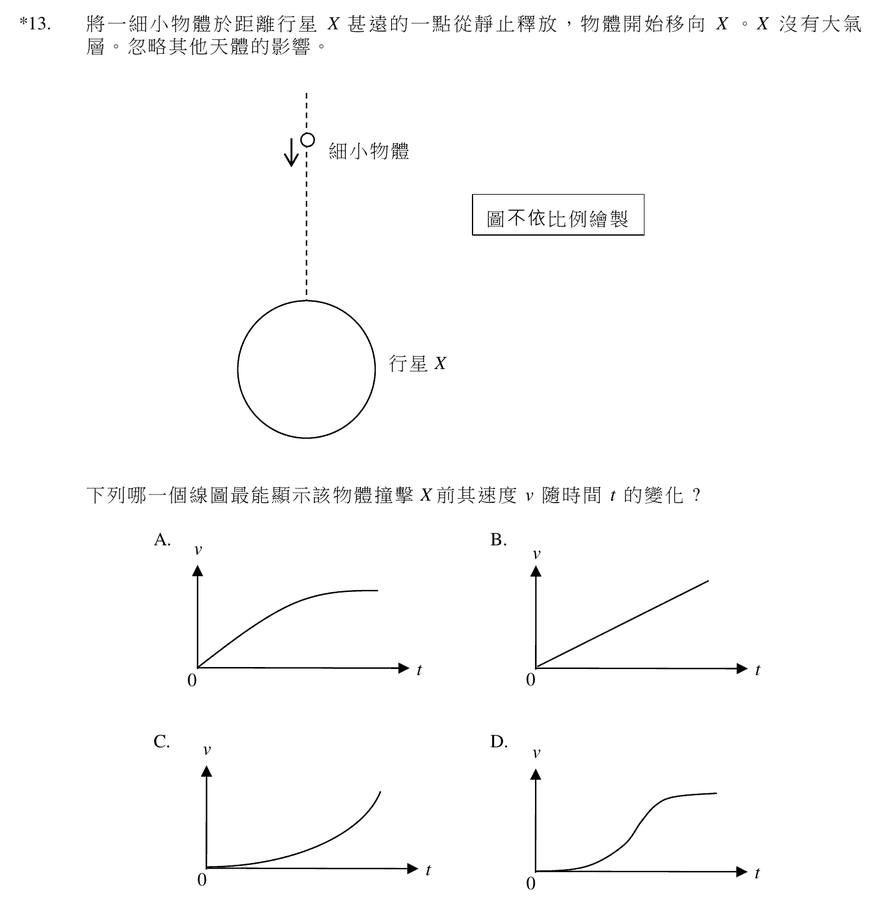 *13. 將一細小物體於距離行星 X 甚遠的一點從靜止釋放，物體開始移向 X 。X 沒有大氣
層。忽略其他天體的影響。
細小物體
圖不依比例繪製
行星 X
下列哪一個線圖最能顯示該物體撞擊 X 前其速度 v 隨時間 t 的變化？
A. B.
v v
t t
0 0
C. D.
v v
t t
0 0